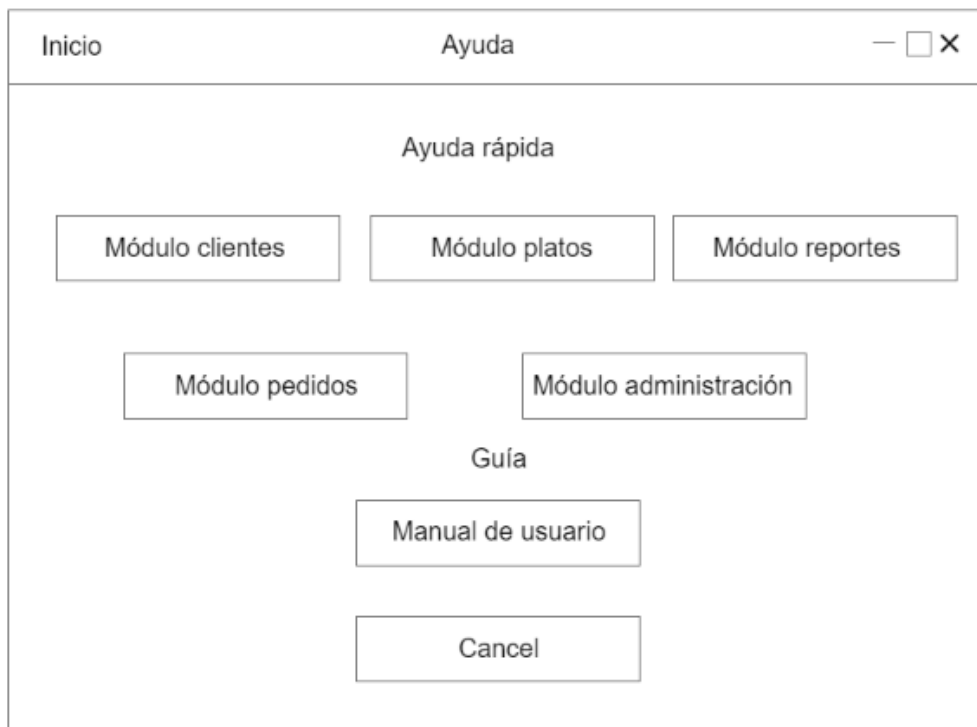 Inicio Ayuda
Ayuda rápida
Módulo clientes Módulo platos Módulo reportes
Módulo pedidos Módulo administración
Guía
Manual de usuario
Cancel